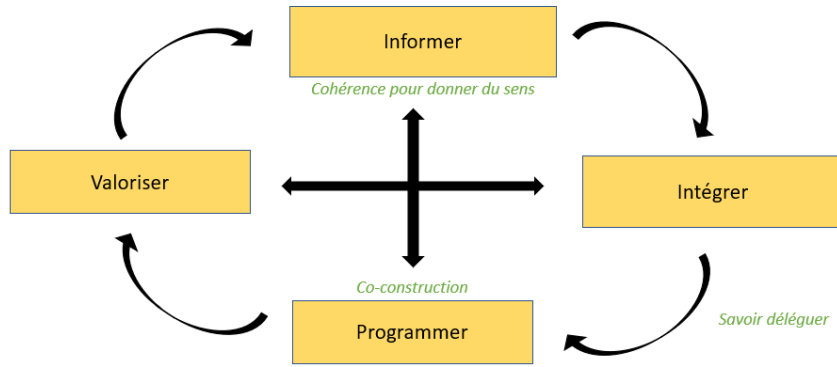 Informer
Cohérence pour donner du sens
Valoriser
Intégrer
Co-construction
Savoir déléguer
Programmer